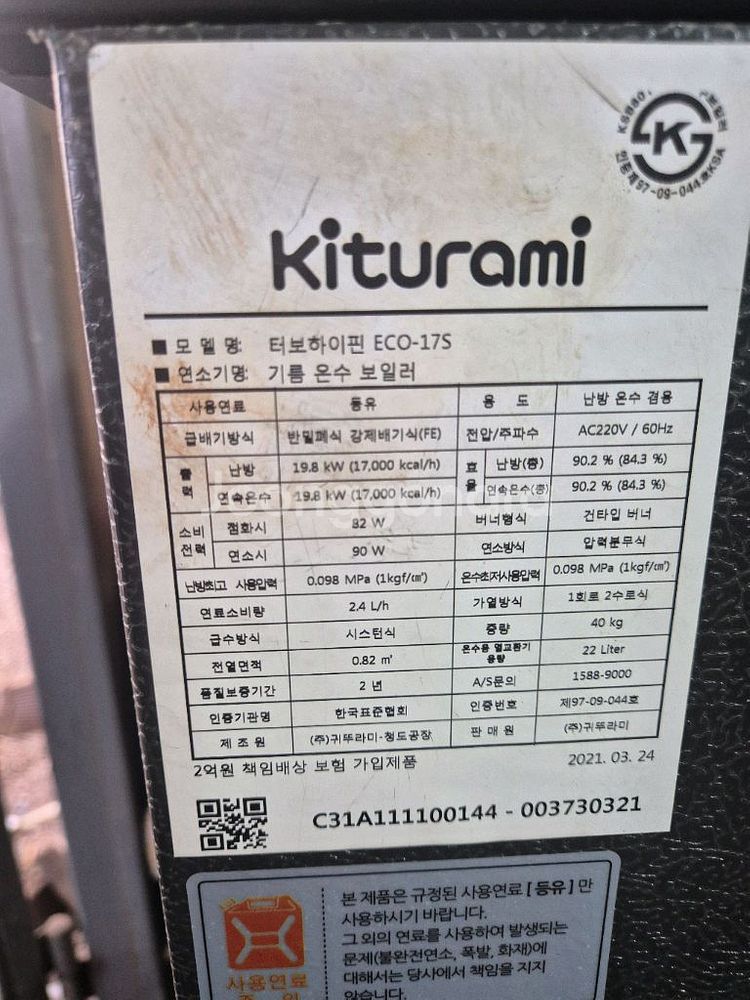 KS B 8109 기름보일러
KS
인증 제97-09-044호 KSA
Kiturami
■ 모 델 명: 터보하이핀 ECO-17S
■ 연소기명: 기름 온수 보일러
사용연료 등유 용 도 난방 온수 겸용
급배기방식 반밀폐식 강제배기식(FE) 전압/주파수 AC220V / 60Hz
출력 난방 19.8 kW (17,000 kcal/h) 효율 난방(총) 90.2 % (84.3 %)
연속온수 19.8 kW (17,000 kcal/h) 연속온수(총) 90.2 % (84.3 %)
소비전력 점화시 82 W 버너형식 건타입 버너
연소시 90 W 연소방식 압력분무식
난방최고 사용압력 0.098 MPa (1kgf/㎠) 온수최저사용압력 0.098 MPa (1kgf/㎠)
연료소비량 2.4 L/h 가열방식 1회로 2수로식
급수방식 시스턴식 중량 40 kg
전열면적 0.82 ㎡ 온수용 열교환기 용량 22 Liter
품질보증기간 2 년 A/S문의 1588-9000
인증기관명 한국표준협회 인증번호 제97-09-044호
제 조 원 (주)귀뚜라미-청도공장 판 매 원 (주)귀뚜라미
2억원 책임배상 보험 가입제품 2021. 03. 24
C31A111100144 - 003730321
본 제품은 규정된 사용연료 [ 등유 ] 만
사용하시기 바랍니다.
그 외의 연료를 사용하여 발생되는
문제(불완전연소, 폭발, 화재)에
대해서는 당사에서 책임을 지지
않습니다.
사용연료
주 의